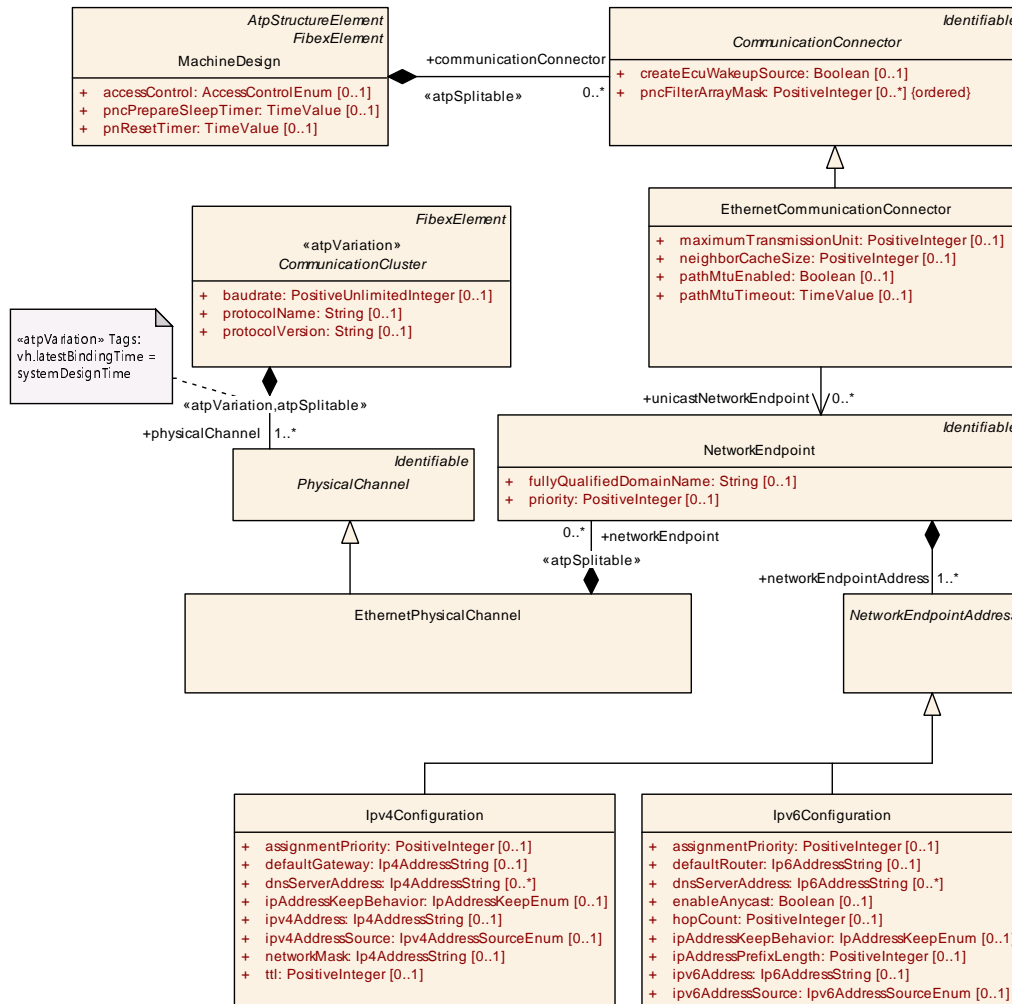 AtpStructureElement
FibexElement
MachineDesign
+ accessControl: AccessControlEnum [0..1]
+ pncPrepareSleepTimer: TimeValue [0..1]
+ pnResetTimer: TimeValue [0..1]
+communicationConnector
«atpSplitable»
0..*
Identifiable
CommunicationConnector
+ createEcuWakeupSource: Boolean [0..1]
+ pncFilterArrayMask: PositiveInteger [0..*] {ordered}
EthernetCommunicationConnector
+ maximumTransmissionUnit: PositiveInteger [0..1]
+ neighborCacheSize: PositiveInteger [0..1]
+ pathMtuEnabled: Boolean [0..1]
+ pathMtuTimeout: TimeValue [0..1]
FibexElement
«atpVariation»
CommunicationCluster
+ baudrate: PositiveUnlimitedInteger [0..1]
+ protocolName: String [0..1]
+ protocolVersion: String [0..1]
«atpVariation» Tags:
vh.latestBindingTime =
systemDesignTime
«atpVariation,atpSplitable»
+physicalChannel 1..*
+unicastNetworkEndpoint 0..*
Identifiable
PhysicalChannel
Identifiable
NetworkEndpoint
+ fullyQualifiedDomainName: String [0..1]
+ priority: PositiveInteger [0..1]
0..* +networkEndpoint
«atpSplitable»
+networkEndpointAddress 1..*
EthernetPhysicalChannel
NetworkEndpointAddress
Ipv4Configuration
+ assignmentPriority: PositiveInteger [0..1]
+ defaultGateway: Ip4AddressString [0..1]
+ dnsServerAddress: Ip4AddressString [0..*]
+ ipAddressKeepBehavior: IpAddressKeepEnum [0..1]
+ ipv4Address: Ip4AddressString [0..1]
+ ipv4AddressSource: Ipv4AddressSourceEnum [0..1]
+ networkMask: Ip4AddressString [0..1]
+ ttl: PositiveInteger [0..1]
Ipv6Configuration
+ assignmentPriority: PositiveInteger [0..1]
+ defaultRouter: Ip6AddressString [0..1]
+ dnsServerAddress: Ip6AddressString [0..*]
+ enableAnycast: Boolean [0..1]
+ hopCount: PositiveInteger [0..1]
+ ipAddressKeepBehavior: IpAddressKeepEnum [0..1]
+ ipAddressPrefixLength: PositiveInteger [0..1]
+ ipv6Address: Ip6AddressString [0..1]
+ ipv6AddressSource: Ipv6AddressSourceEnum [0..1]